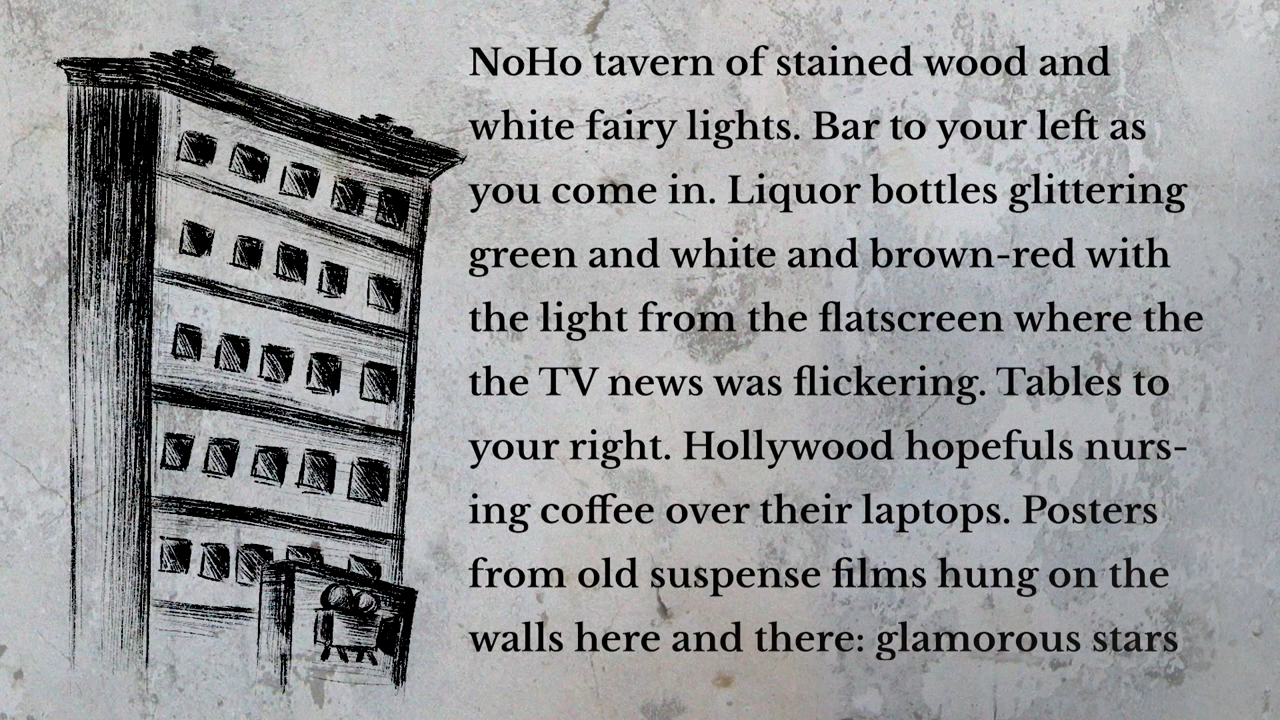 NoHo tavern of stained wood and
white fairy lights. Bar to your left as
you come in. Liquor bottles glittering
green and white and brown-red with
the light from the flatscreen where the
the TV news was flickering. Tables to
your right. Hollywood hopefuls nurs-
ing coffee over their laptops. Posters
from old suspense films hung on the
walls here and there: glamorous stars